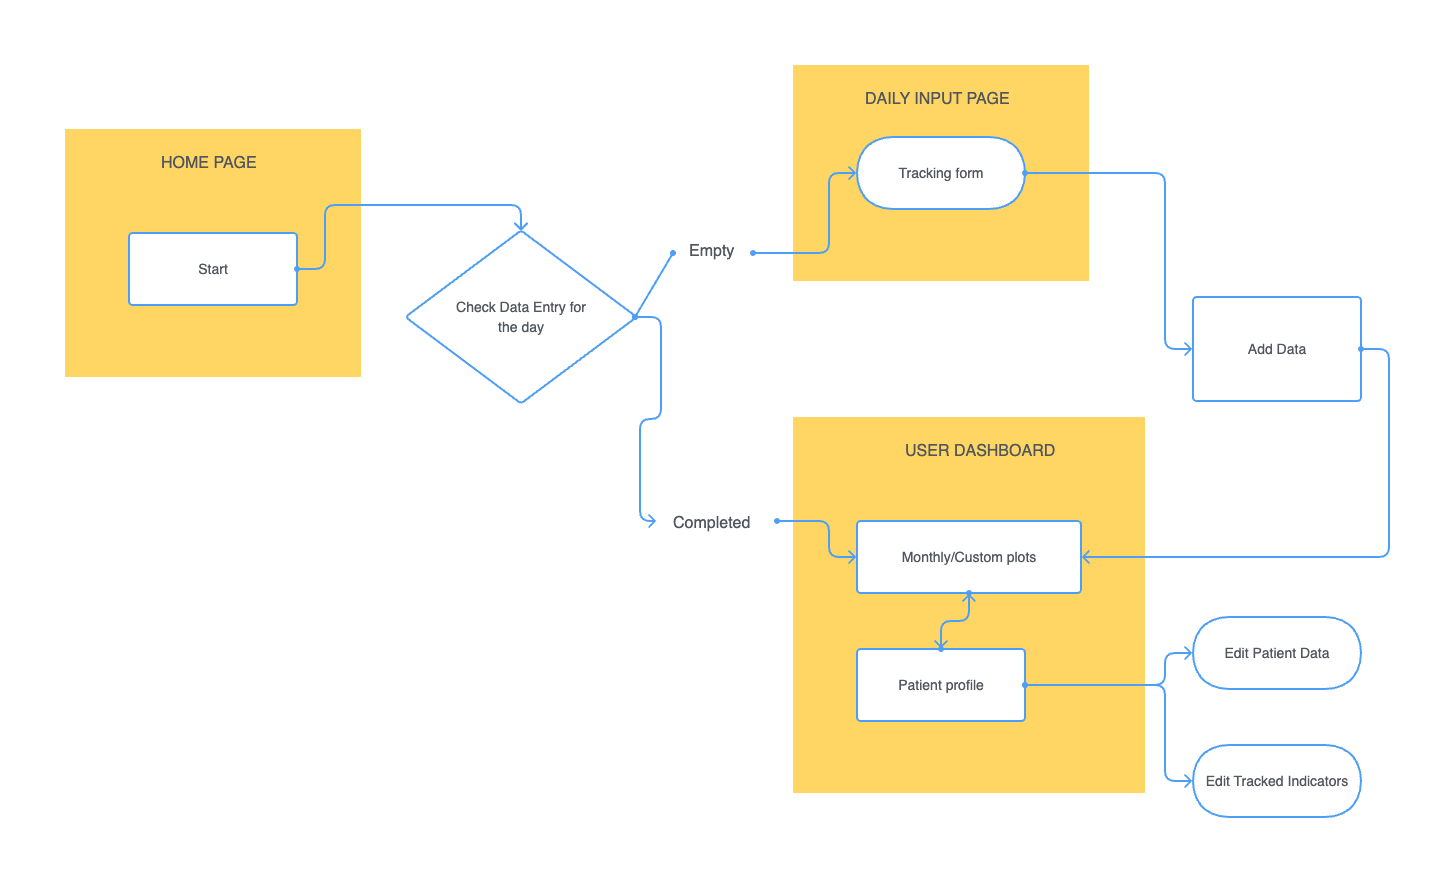 HOME PAGE
Start
Check Data Entry for
the day
Empty
Completed
DAILY INPUT PAGE
Tracking form
Add Data
USER DASHBOARD
Monthly/Custom plots
Patient profile
Edit Patient Data
Edit Tracked Indicators